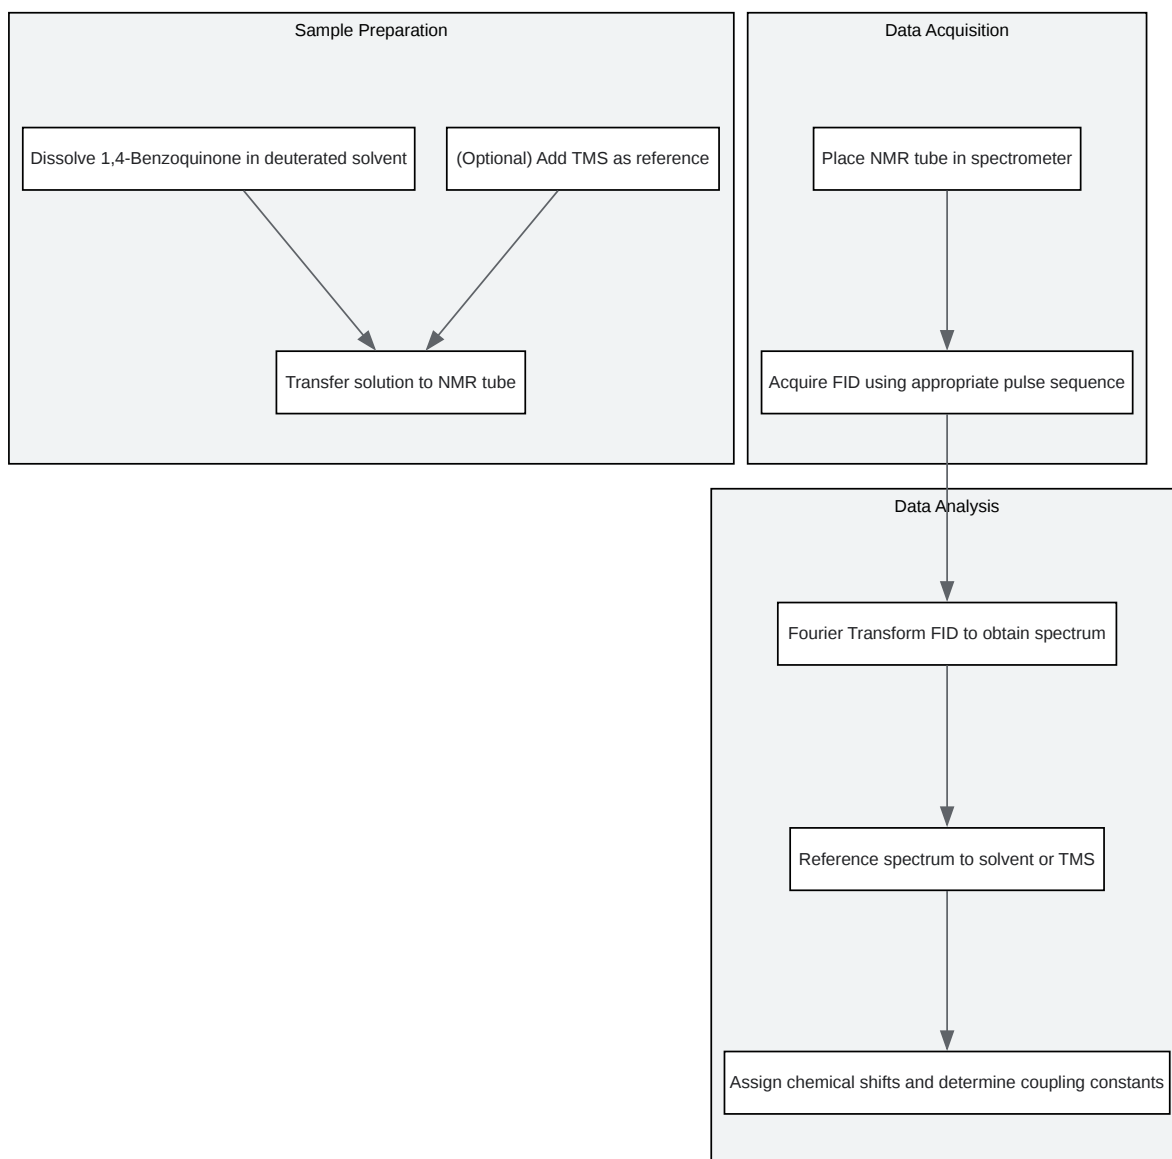 Sample Preparation
Dissolve 1,4-Benzoquinone in deuterated solvent
(Optional) Add TMS as reference
Transfer solution to NMR tube
Data Acquisition
Place NMR tube in spectrometer
Acquire FID using appropriate pulse sequence
Data Analysis
Fourier Transform FID to obtain spectrum
Reference spectrum to solvent or TMS
Assign chemical shifts and determine coupling constants